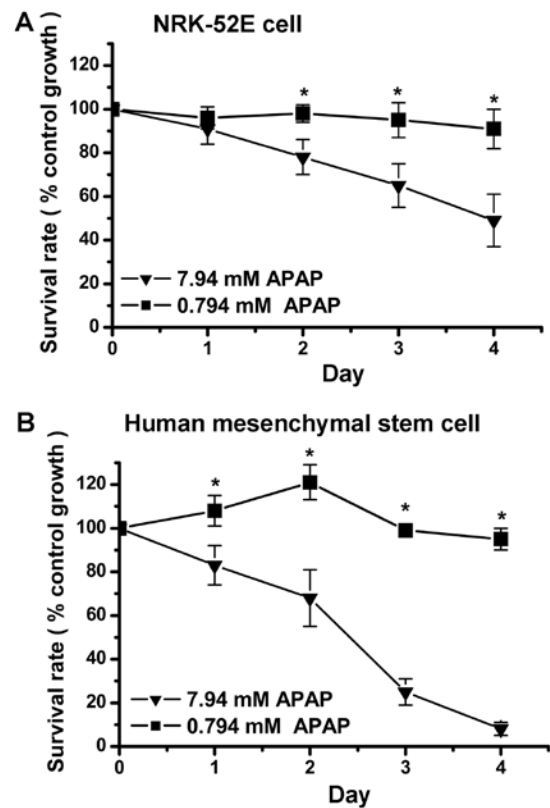 A NRK-52E cell
Survival rate ( % control growth )
120
100
80
60
40
20
0
* * *
7.94 mM APAP
0.794 mM APAP
0 1 2 3 4
Day
B Human mesenchymal stem cell
Survival rate ( % control growth )
120
100
80
60
40
20
0
* * * *
7.94 mM APAP
0.794 mM APAP
0 1 2 3 4
Day